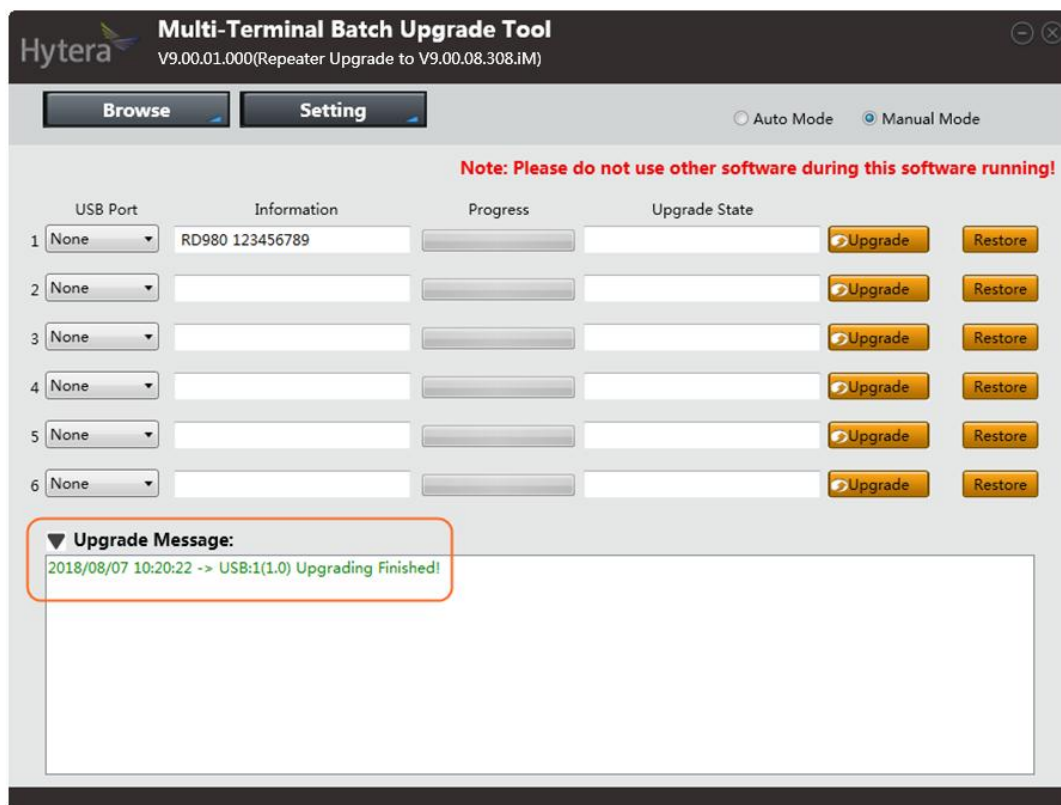 Hytera
Multi-Terminal Batch Upgrade Tool
V9.00.01.000(Repeater Upgrade to V9.00.08.308.iM)
Browse Setting Auto Mode Manual Mode
Note: Please do not use other software during this software running!
USB Port Information Progress Upgrade State
1 None RD980 123456789 Upgrade Restore
2 None Upgrade Restore
3 None Upgrade Restore
4 None Upgrade Restore
5 None Upgrade Restore
6 None Upgrade Restore
Upgrade Message:
2018/08/07 10:20:22 -> USB:1(1.0) Upgrading Finished!